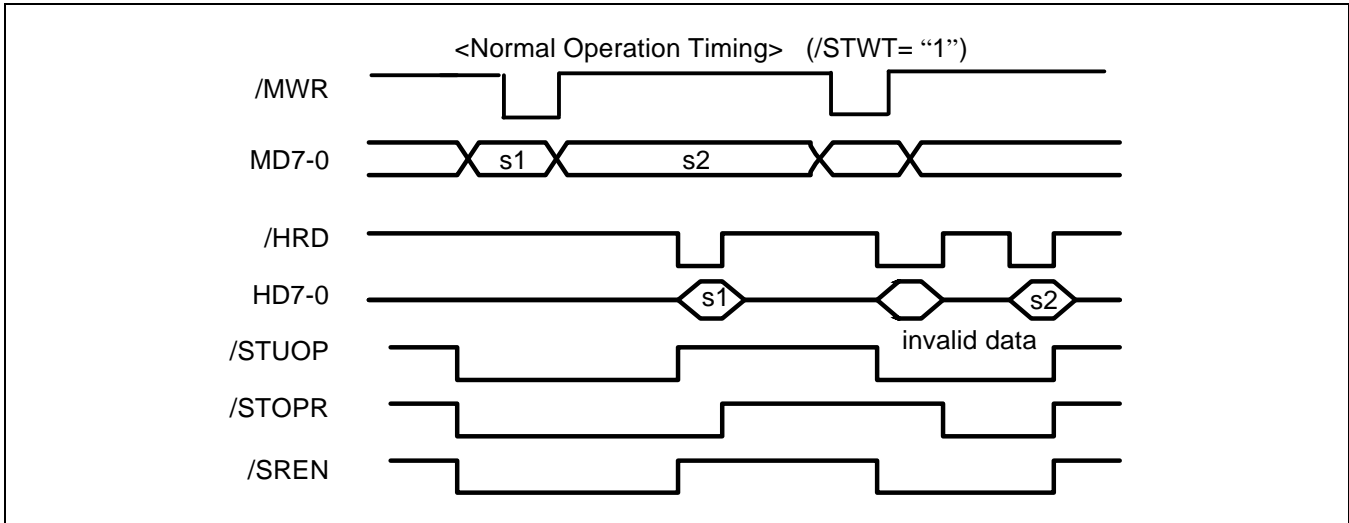 <Normal Operation Timing> (/STWT= “1”)
/MWR
MD7-0 s1 s2
/HRD
HD7-0 s1 s2
invalid data
/STUOP
/STOPR
/SREN